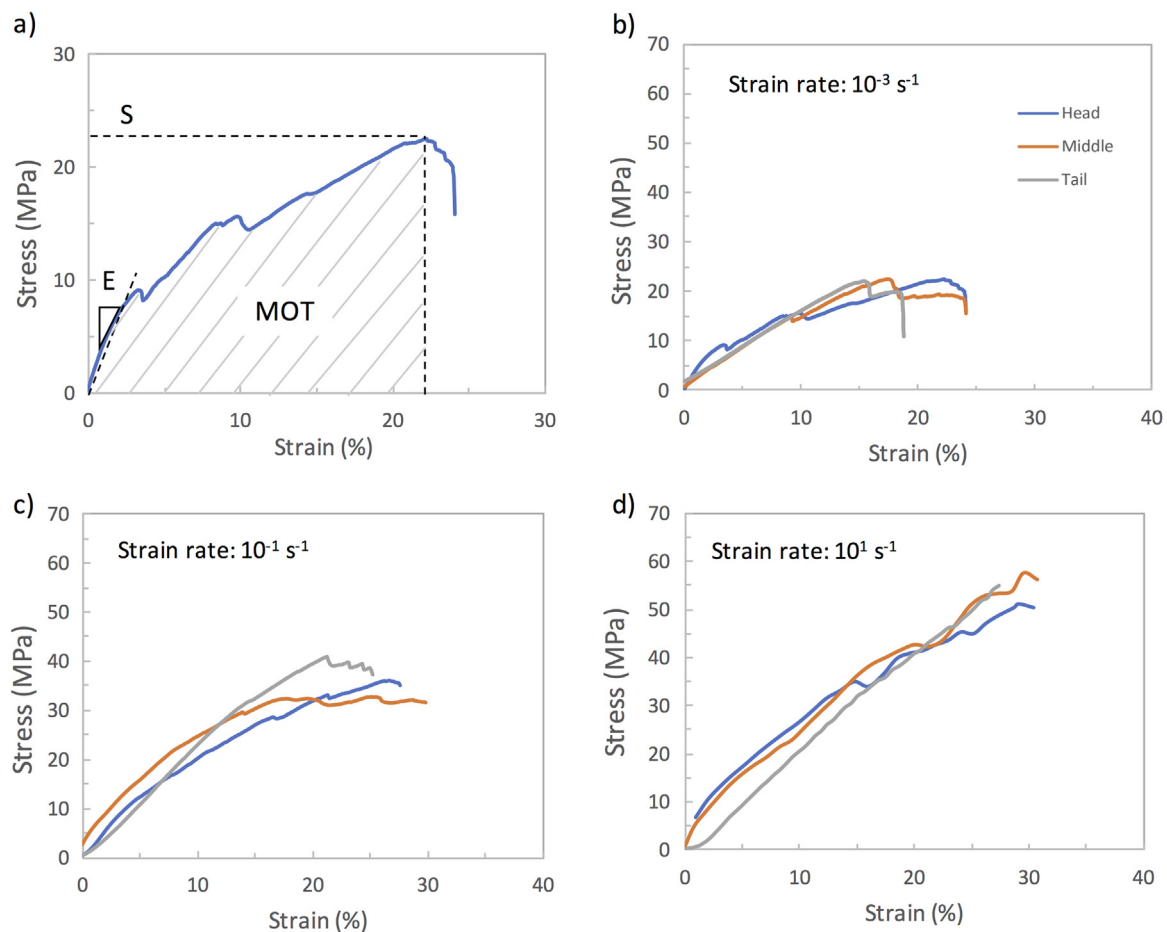 a)
30
20
10
0
0
10
20
30
Stress (MPa)
Strain (%)
S
E
MOT
b)
70
60
50
40
30
20
10
0
0
10
20
30
40
Stress (MPa)
Strain (%)
Strain rate: 10⁻³ s⁻¹
Head
Middle
Tail
c)
70
60
50
40
30
20
10
0
0
10
20
30
40
Stress (MPa)
Strain (%)
Strain rate: 10⁻¹ s⁻¹
d)
70
60
50
40
30
20
10
0
0
10
20
30
40
Stress (MPa)
Strain (%)
Strain rate: 10¹ s⁻¹